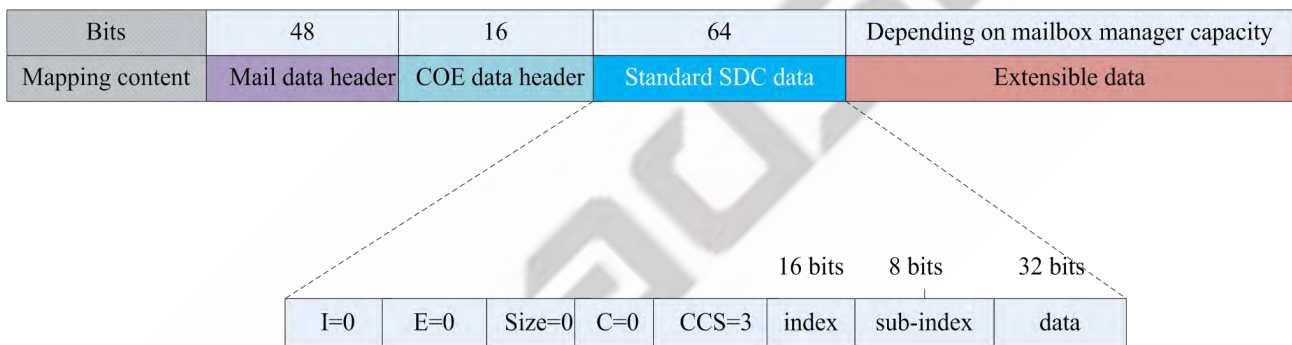 Bits 48 16 64 Depending on mailbox manager capacity
Mapping content Mail data header COE data header Standard SDC data Extensible data
16 bits 8 bits 32 bits
I=0 E=0 Size=0 C=0 CCS=3 index sub-index data